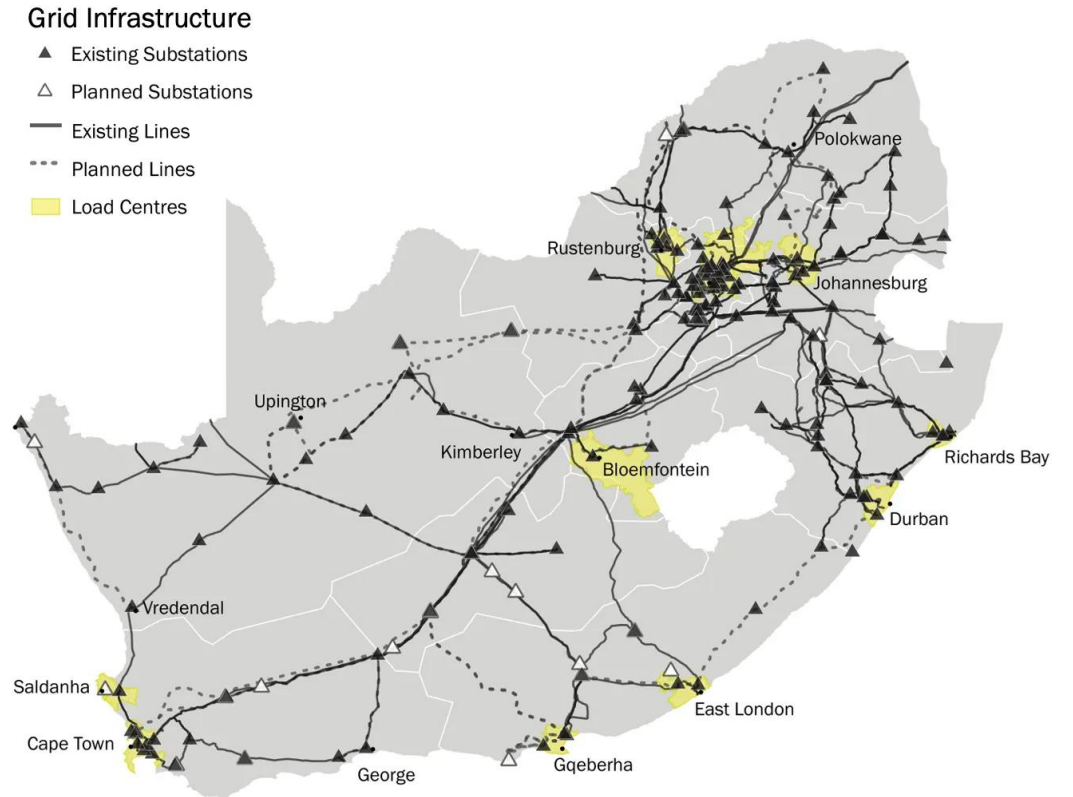 Grid Infrastructure
Existing Substations
Planned Substations
Existing Lines
Planned Lines
Load Centres
Polokwane
Rustenburg
Johannesburg
Upington
Kimberley
Bloemfontein
Richards Bay
Durban
Vredendal
Saldanha
East London
Cape Town
Gqeberha
George